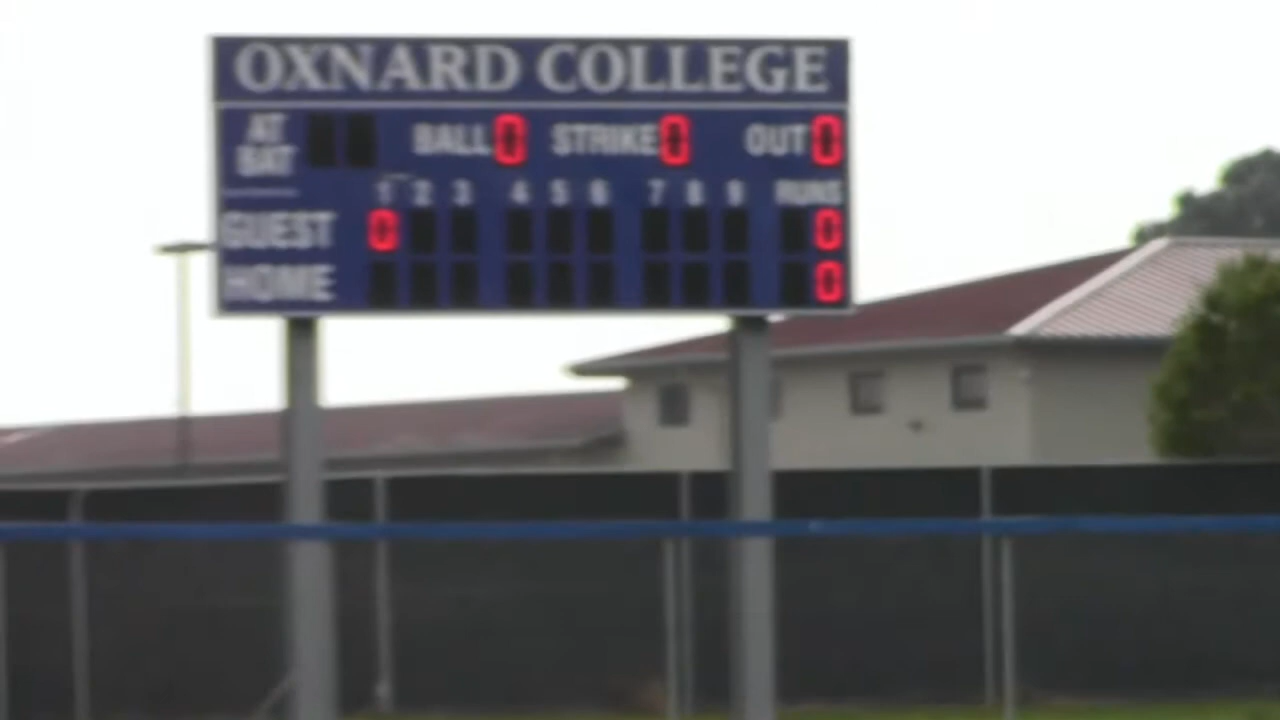 OXNARD COLLEGE
AT BAT BALL 0 STRIKE 0 OUT 0
1 2 3 4 5 6 7 8 9 RUNS
GUEST 0 0
HOME 0